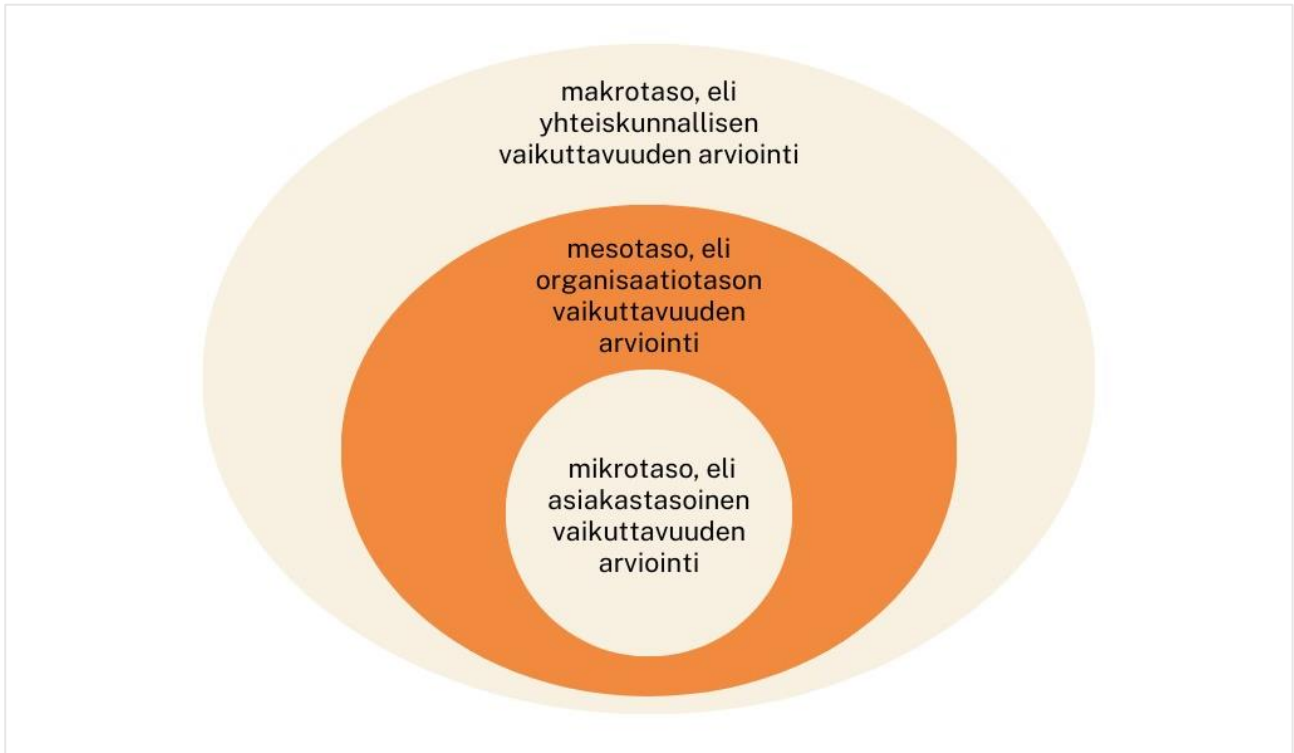 makrotaso, eli
yhteiskunnallisen
vaikuttavuuden arviointi
mesotaso, eli
organisaatiotason
vaikuttavuuden
arviointi
mikrotaso, eli
asiakastasoinen
vaikuttavuuden
arviointi